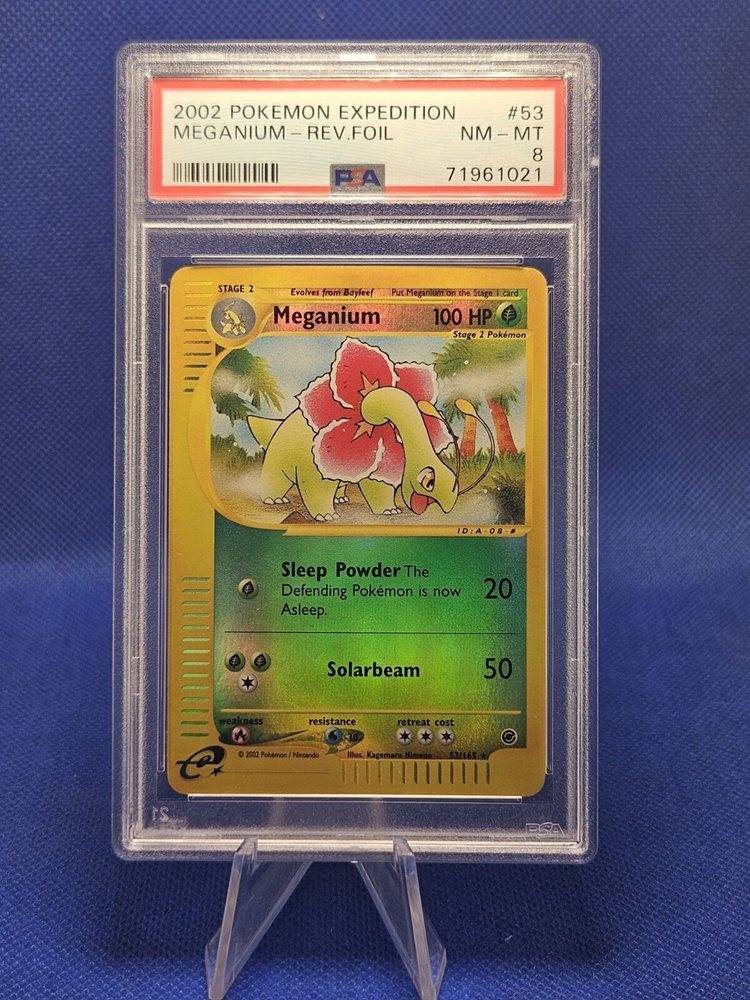 2002 POKEMON EXPEDITION #53
MEGANIUM - REV.FOIL NM - MT
8
PSA 71961021
STAGE 2 Evolves from Bayleef Put Meganium on the Stage 1 card
Meganium 100 HP
Stage 2 Pokémon
ID:A-08-#
Sleep Powder The
Defending Pokémon is now 20
Asleep.
Solarbeam 50
weakness resistance retreat cost
-30
© 2002 Pokémon / Nintendo Illus. Kagemaru Himeno 53/165 ★
e
PSA